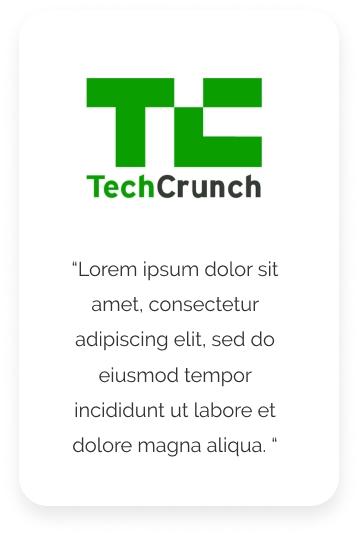 TC
TechCrunch
“Lorem ipsum dolor sit
amet, consectetur
adipiscing elit, sed do
eiusmod tempor
incididunt ut labore et
dolore magna aliqua. “